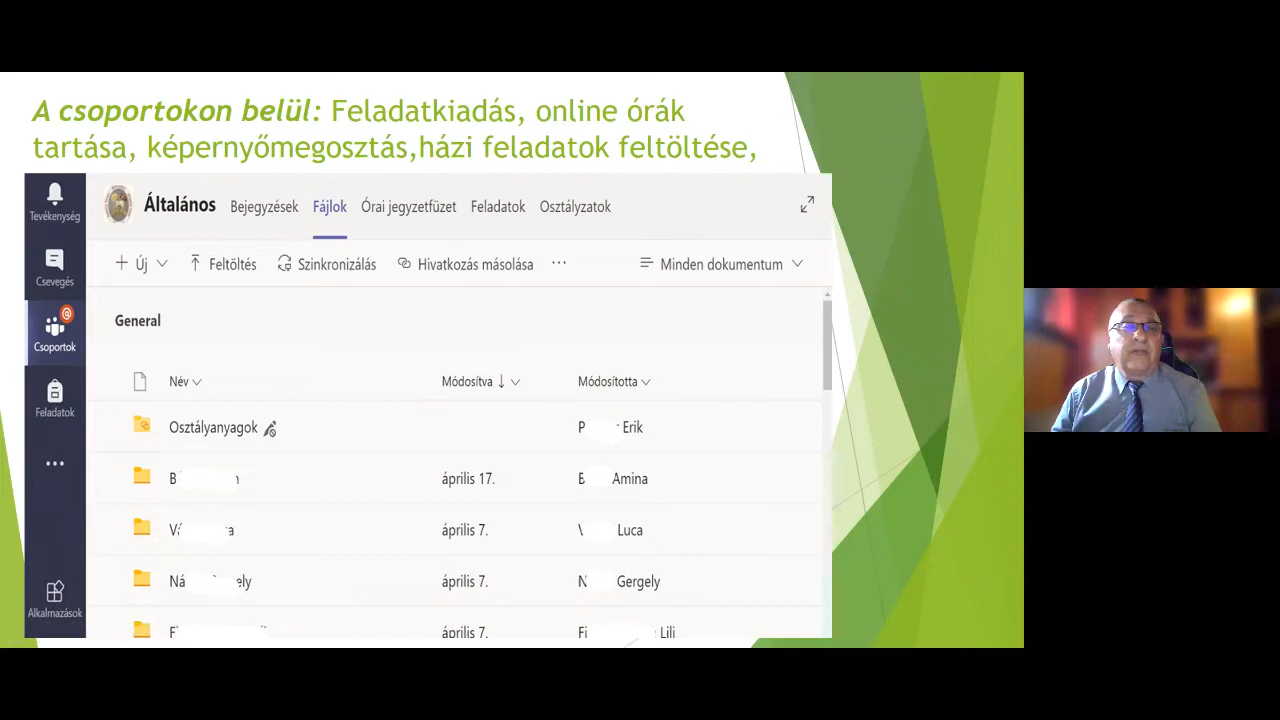 A csoportokon belül: Feladatkiadás, online órák
tartása, képernyőmegosztás,házi feladatok feltöltése,
Tevékenység
Csevegés
Csoportok
Feladatok
Alkalmazások
Általános Bejegyzések Fájlok Órai jegyzetfüzet Feladatok Osztályzatok
Új Feltöltés Szinkronizálás Hivatkozás másolása ... Minden dokumentum
General
Név Módosítva Módosította
Osztályanyagok Erik
április 17. Amina
április 7. Luca
április 7. Gergely
április 7. Lili